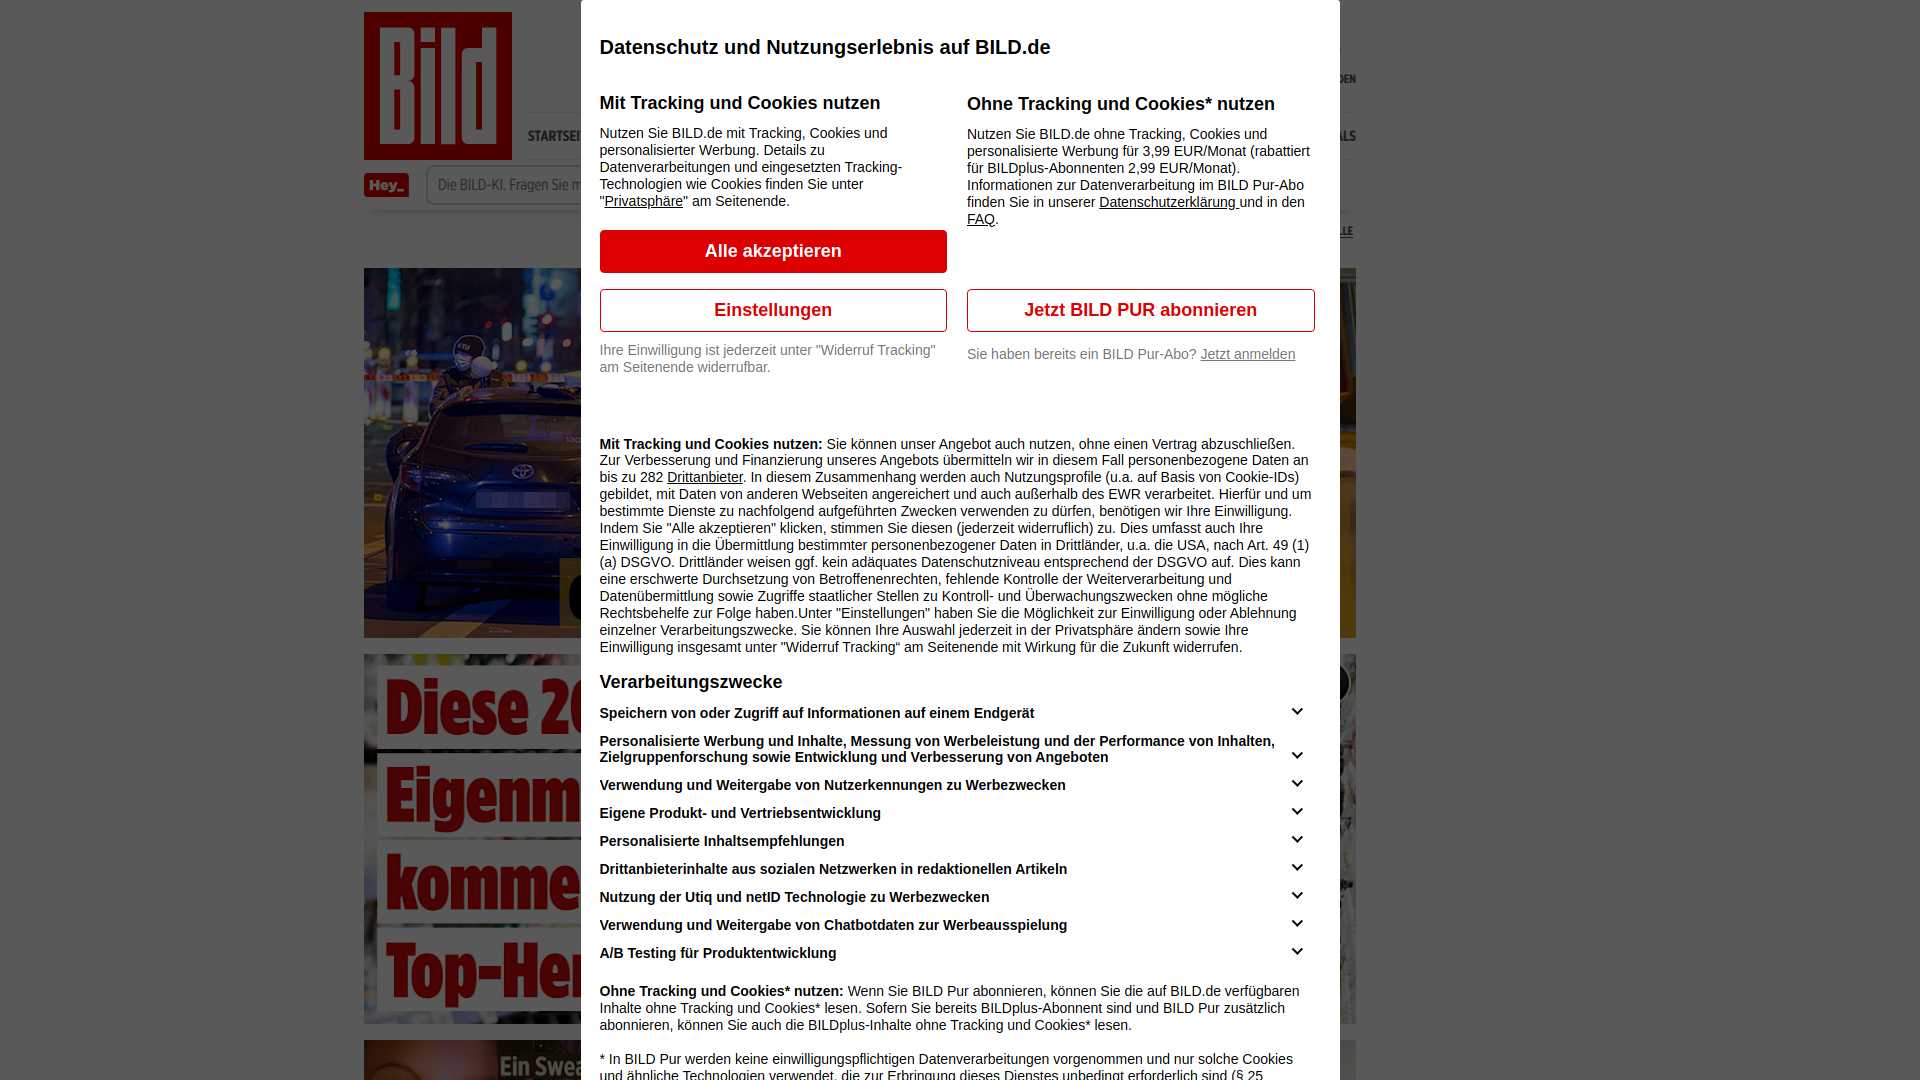 Bild
Datenschutz und Nutzungserlebnis auf BILD.de
Mit Tracking und Cookies nutzen
Nutzen Sie BILD.de mit Tracking, Cookies und
personalisierter Werbung. Details zu
Datenverarbeitungen und eingesetzten Tracking-
Technologien wie Cookies finden Sie unter
"Privatsphäre" am Seitenende.
Alle akzeptieren
Einstellungen
Ihre Einwilligung ist jederzeit unter "Widerruf Tracking"
am Seitenende widerrufbar.
Ohne Tracking und Cookies* nutzen
Nutzen Sie BILD.de ohne Tracking, Cookies und
personalisierte Werbung für 3,99 EUR/Monat (rabattiert
für BILDplus-Abonnenten 2,99 EUR/Monat).
Informationen zur Datenverarbeitung im BILD Pur-Abo
finden Sie in unserer Datenschutzerklärung und in den
FAQ.
Jetzt BILD PUR abonnieren
Sie haben bereits ein BILD Pur-Abo? Jetzt anmelden
Mit Tracking und Cookies nutzen: Sie können unser Angebot auch nutzen, ohne einen Vertrag abzuschließen.
Zur Verbesserung und Finanzierung unseres Angebots übermitteln wir in diesem Fall personenbezogene Daten an
bis zu 282 Drittanbieter. In diesem Zusammenhang werden auch Nutzungsprofile (u.a. auf Basis von Cookie-IDs)
gebildet, mit Daten von anderen Webseiten angereichert und auch außerhalb des EWR verarbeitet. Hierfür und um
bestimmte Dienste zu nachfolgend aufgeführten Zwecken verwenden zu dürfen, benötigen wir Ihre Einwilligung.
Indem Sie "Alle akzeptieren" klicken, stimmen Sie diesen (jederzeit widerruflich) zu. Dies umfasst auch Ihre
Einwilligung in die Übermittlung bestimmter personenbezogener Daten in Drittländer, u.a. die USA, nach Art. 49 (1)
(a) DSGVO. Drittländer weisen ggf. kein adäquates Datenschutzniveau entsprechend der DSGVO auf. Dies kann
eine erschwerte Durchsetzung von Betroffenenrechten, fehlende Kontrolle der Weiterverarbeitung und
Datenübermittlung sowie Zugriffe staatlicher Stellen zu Kontroll- und Überwachungszwecken ohne mögliche
Rechtsbehelfe zur Folge haben.Unter "Einstellungen" haben Sie die Möglichkeit zur Einwilligung oder Ablehnung
einzelner Verarbeitungszwecke. Sie können Ihre Auswahl jederzeit in der Privatsphäre ändern sowie Ihre
Einwilligung insgesamt unter "Widerruf Tracking“ am Seitenende mit Wirkung für die Zukunft widerrufen.
Verarbeitungszwecke
Speichern von oder Zugriff auf Informationen auf einem Endgerät
Personalisierte Werbung und Inhalte, Messung von Werbeleistung und der Performance von Inhalten,
Zielgruppenforschung sowie Entwicklung und Verbesserung von Angeboten
Verwendung und Weitergabe von Nutzerkennungen zu Werbezwecken
Eigene Produkt- und Vertriebsentwicklung
Personalisierte Inhaltsempfehlungen
Drittanbieterinhalte aus sozialen Netzwerken in redaktionellen Artikeln
Nutzung der Utiq und netID Technologie zu Werbezwecken
Verwendung und Weitergabe von Chatbotdaten zur Werbeausspielung
A/B Testing für Produktentwicklung
Ohne Tracking und Cookies* nutzen: Wenn Sie BILD Pur abonnieren, können Sie die auf BILD.de verfügbaren
Inhalte ohne Tracking und Cookies* lesen. Sofern Sie bereits BILDplus-Abonnent sind und BILD Pur zusätzlich
abonnieren, können Sie auch die BILDplus-Inhalte ohne Tracking und Cookies* lesen.
* In BILD Pur werden keine einwilligungspflichtigen Datenverarbeitungen vorgenommen und nur solche Cookies
und ähnliche Technologien verwendet, die zur Erbringung dieses Dienstes unbedingt erforderlich sind (§ 25
Hey_
Die BILD-KI. Fragen Sie
Diese
Eigenm
komme
Top-Her
Ein